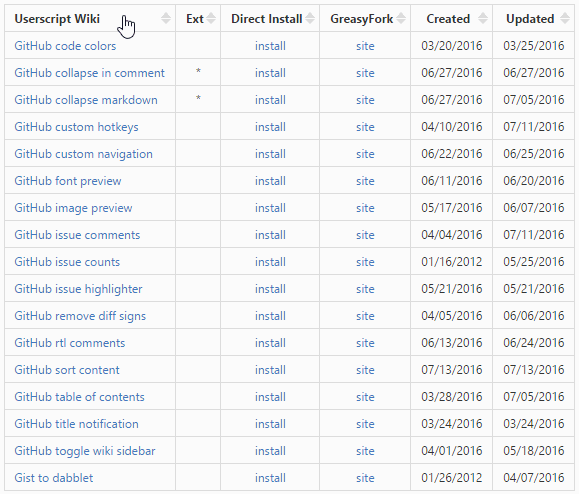 Userscript Wiki Ext Direct Install GreasyFork Created Updated
GitHub code colors install site 03/20/2016 03/25/2016
GitHub collapse in comment * install site 06/27/2016 06/27/2016
GitHub collapse markdown * install site 06/27/2016 07/05/2016
GitHub custom hotkeys install site 04/10/2016 07/11/2016
GitHub custom navigation install site 06/22/2016 06/25/2016
GitHub font preview install site 06/11/2016 06/20/2016
GitHub image preview install site 05/17/2016 06/07/2016
GitHub issue comments install site 04/04/2016 07/11/2016
GitHub issue counts install site 01/16/2012 05/25/2016
GitHub issue highlighter install site 05/21/2016 05/21/2016
GitHub remove diff signs install site 04/05/2016 06/06/2016
GitHub rtl comments install site 06/13/2016 06/24/2016
GitHub sort content install site 07/13/2016 07/13/2016
GitHub table of contents install site 03/28/2016 07/05/2016
GitHub title notification install site 03/24/2016 03/24/2016
GitHub toggle wiki sidebar install site 04/01/2016 05/18/2016
Gist to dabblet install site 01/26/2012 04/07/2016